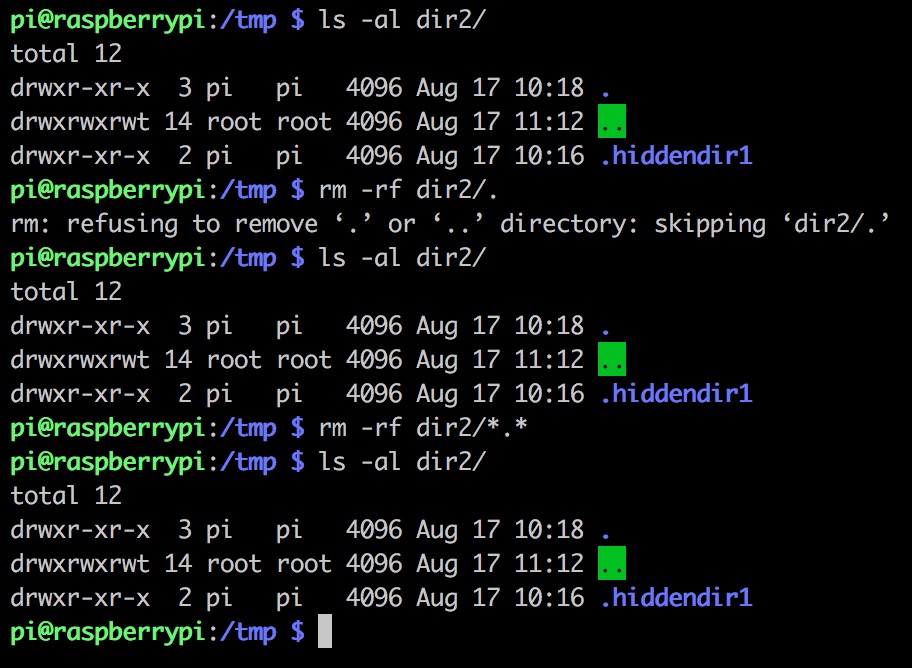 pi@raspberrypi:/tmp $ ls -al dir2/
total 12
drwxr-xr-x  3 pi   pi   4096 Aug 17 10:18 .
drwxrwxrwt 14 root root 4096 Aug 17 11:12 ..
drwxr-xr-x  2 pi   pi   4096 Aug 17 10:16 .hiddendir1
pi@raspberrypi:/tmp $ rm -rf dir2/.
rm: refusing to remove ‘.’ or ‘..’ directory: skipping ‘dir2/.’
pi@raspberrypi:/tmp $ ls -al dir2/
total 12
drwxr-xr-x  3 pi   pi   4096 Aug 17 10:18 .
drwxrwxrwt 14 root root 4096 Aug 17 11:12 ..
drwxr-xr-x  2 pi   pi   4096 Aug 17 10:16 .hiddendir1
pi@raspberrypi:/tmp $ rm -rf dir2/*.*
pi@raspberrypi:/tmp $ ls -al dir2/
total 12
drwxr-xr-x  3 pi   pi   4096 Aug 17 10:18 .
drwxrwxrwt 14 root root 4096 Aug 17 11:12 ..
drwxr-xr-x  2 pi   pi   4096 Aug 17 10:16 .hiddendir1
pi@raspberrypi:/tmp $